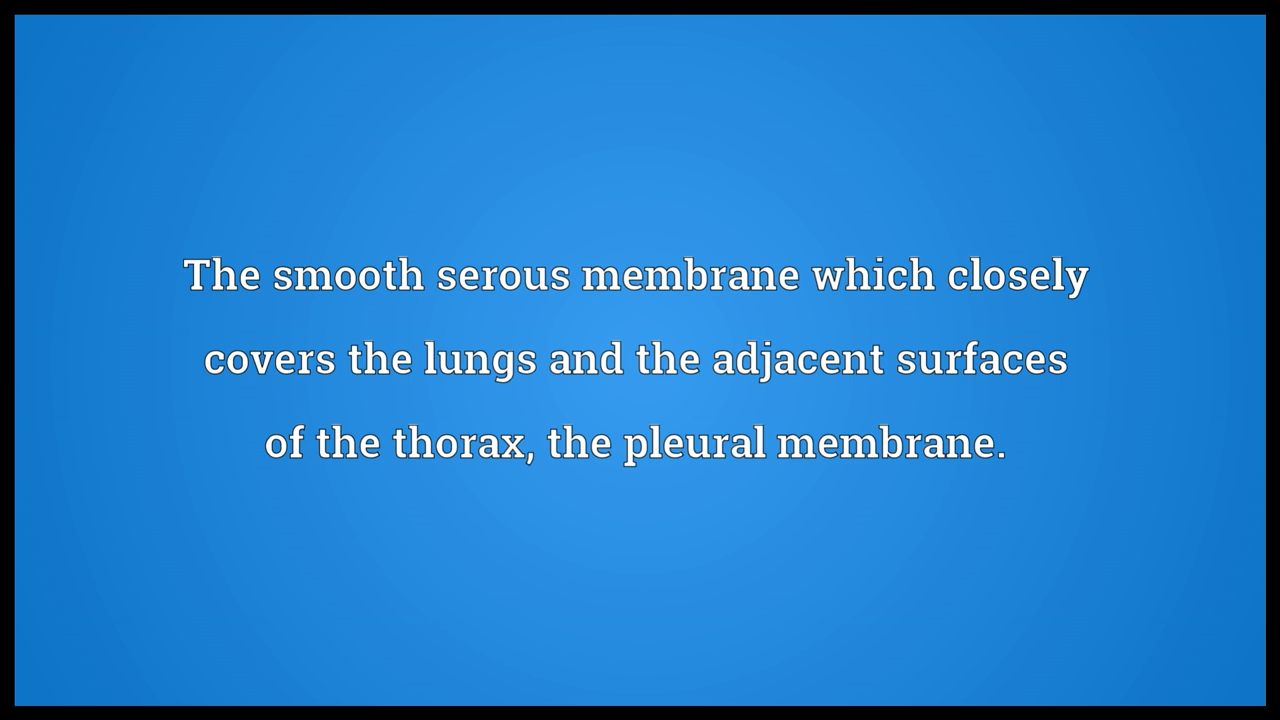 The smooth serous membrane which closely
covers the lungs and the adjacent surfaces
of the thorax, the pleural membrane.